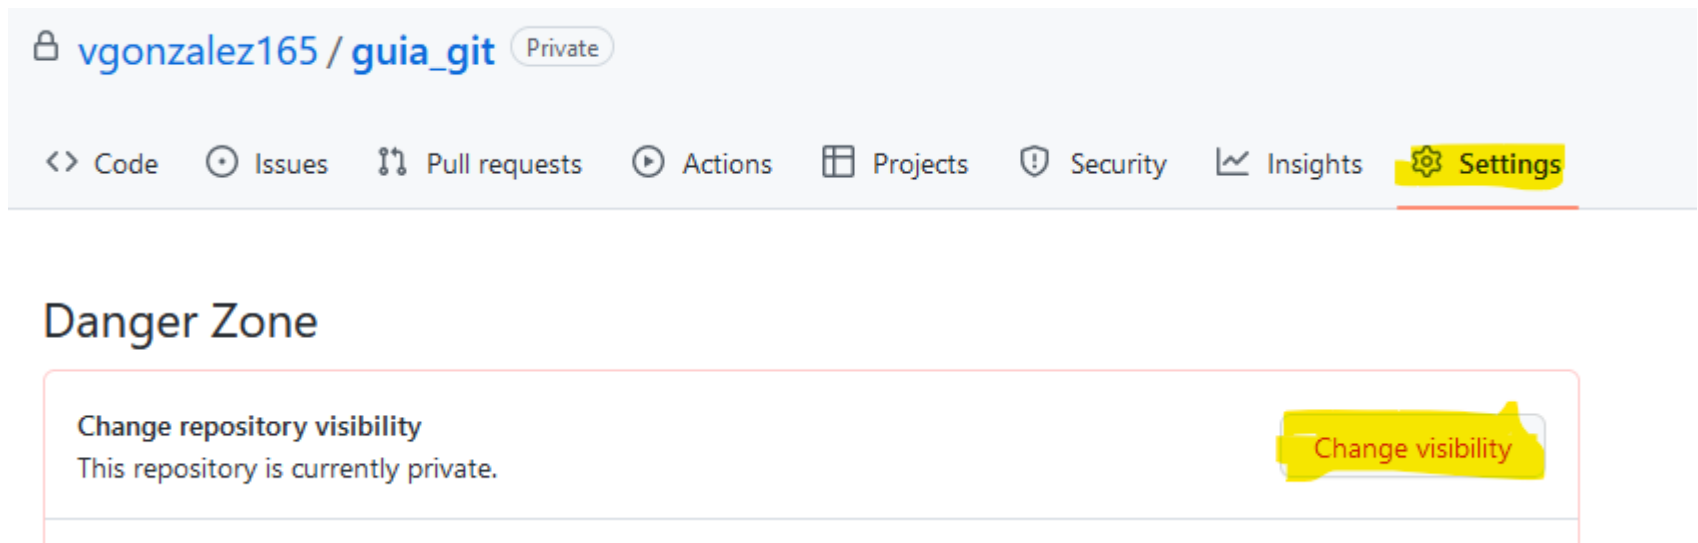 vgonzalez165 / guia_git Private
Code Issues Pull requests Actions Projects Security Insights Settings
Danger Zone
Change repository visibility
This repository is currently private.
Change visibility